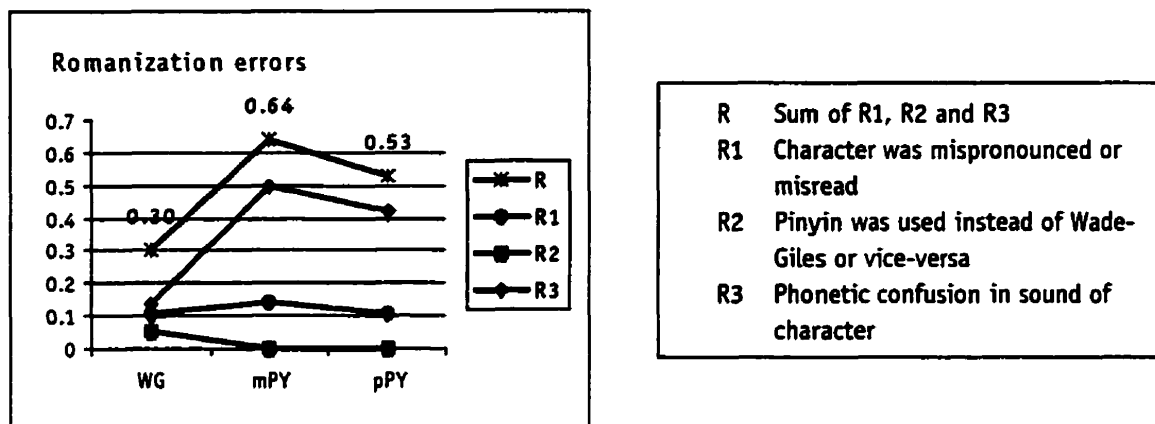 Romanization errors
0.64
0.7
0.53
0.6
0.5
0.4
0.30
0.3
0.2
0.1
0
WG mPY pPY
R
R1
R2
R3
R Sum of R1, R2 and R3
R1 Character was mispronounced or
misread
R2 Pinyin was used instead of Wade-
Giles or vice-versa
R3 Phonetic confusion in sound of
character